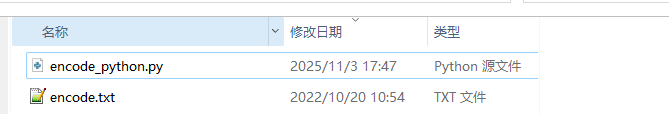 名称 修改日期 类型
encode_python.py 2025/11/3 17:47 Python 源文件
encode.txt 2022/10/20 10:54 TXT 文件